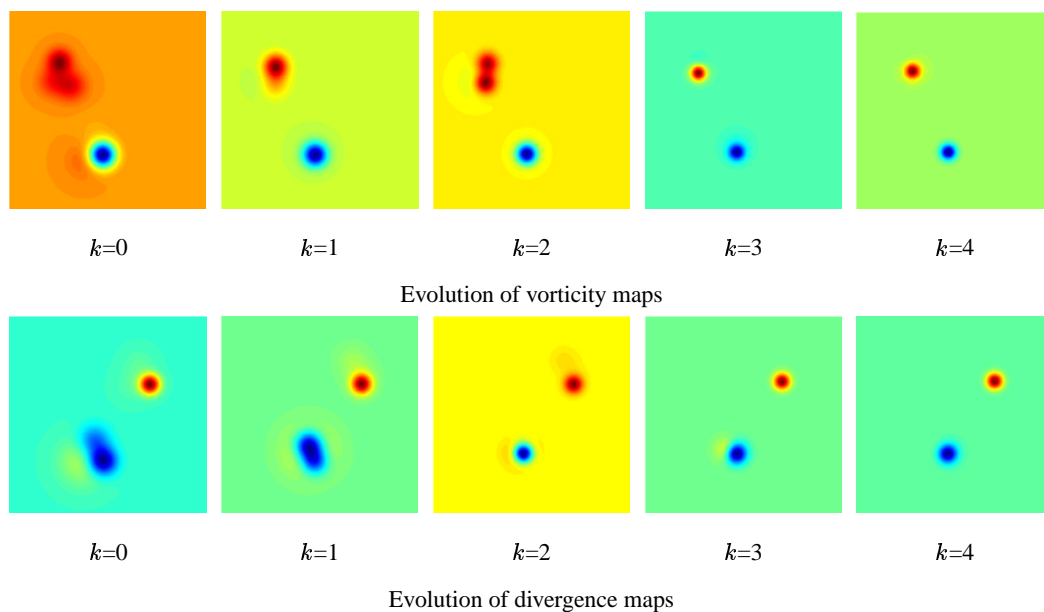 k=0 k=1 k=2 k=3 k=4
Evolution of vorticity maps
k=0 k=1 k=2 k=3 k=4
Evolution of divergence maps